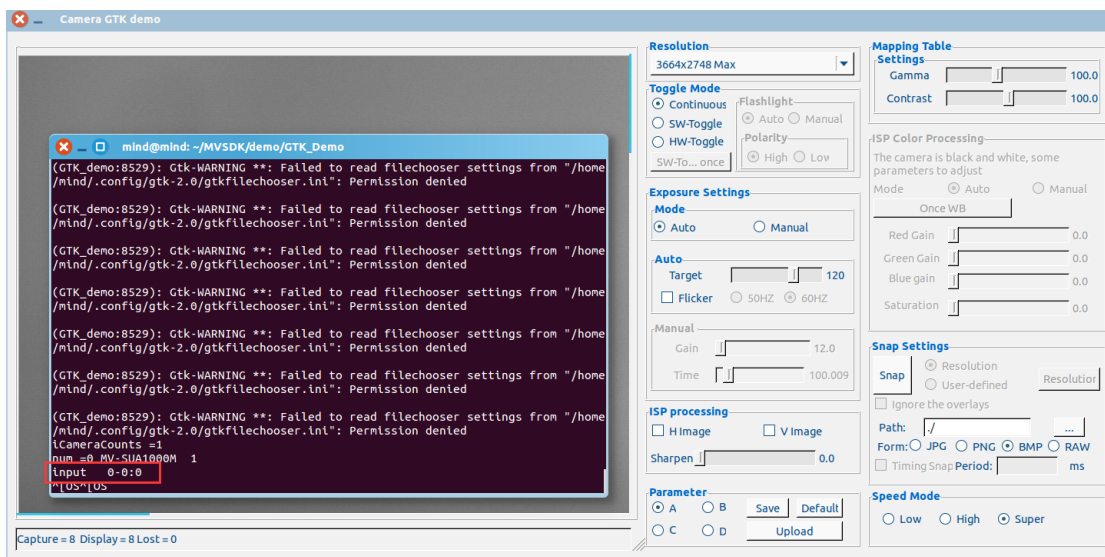 Camera GTK demo
mind@mind: ~/MVSDK/demo/GTK_Demo
(GTK_demo:8529): Gtk-WARNING **: Failed to read filechooser settings from "/home
/mind/.config/gtk-2.0/gtkfilechooser.ini": Permission denied
(GTK_demo:8529): Gtk-WARNING **: Failed to read filechooser settings from "/home
/mind/.config/gtk-2.0/gtkfilechooser.ini": Permission denied
(GTK_demo:8529): Gtk-WARNING **: Failed to read filechooser settings from "/home
/mind/.config/gtk-2.0/gtkfilechooser.ini": Permission denied
(GTK_demo:8529): Gtk-WARNING **: Failed to read filechooser settings from "/home
/mind/.config/gtk-2.0/gtkfilechooser.ini": Permission denied
(GTK_demo:8529): Gtk-WARNING **: Failed to read filechooser settings from "/home
/mind/.config/gtk-2.0/gtkfilechooser.ini": Permission denied
(GTK_demo:8529): Gtk-WARNING **: Failed to read filechooser settings from "/home
/mind/.config/gtk-2.0/gtkfilechooser.ini": Permission denied
(GTK_demo:8529): Gtk-WARNING **: Failed to read filechooser settings from "/home
/mind/.config/gtk-2.0/gtkfilechooser.ini": Permission denied
iCameraCounts =1
num =0 MV-SUA1000M 1
input 0-0:0
^[OS^[OS
Capture = 8 Display = 8 Lost = 0
Resolution
3664x2748 Max
Toggle Mode
Continuous
SW-Toggle
HW-Toggle
SW-To... once
Flashlight
Auto Manual
Polarity
High Low
Exposure Settings
Mode
Auto Manual
Auto
Target 120
Flicker 50HZ 60HZ
Manual
Gain 12.0
Time 100.009
ISP processing
H Image V Image
Sharpen 0.0
Parameter
A B Save Default
C D Upload
Mapping Table
Settings
Gamma 100.0
Contrast 100.0
ISP Color Processing
The camera is black and white, some
parameters to adjust
Mode Auto Manual
Once WB
Red Gain 0.0
Green Gain 0.0
Blue gain 0.0
Saturation 0.0
Snap Settings
Snap
Resolution
User-defined
Resolution
Ignore the overlays
Path: ./ ...
Form: JPG PNG BMP RAW
Timing Snap Period: ms
Speed Mode
Low High Super